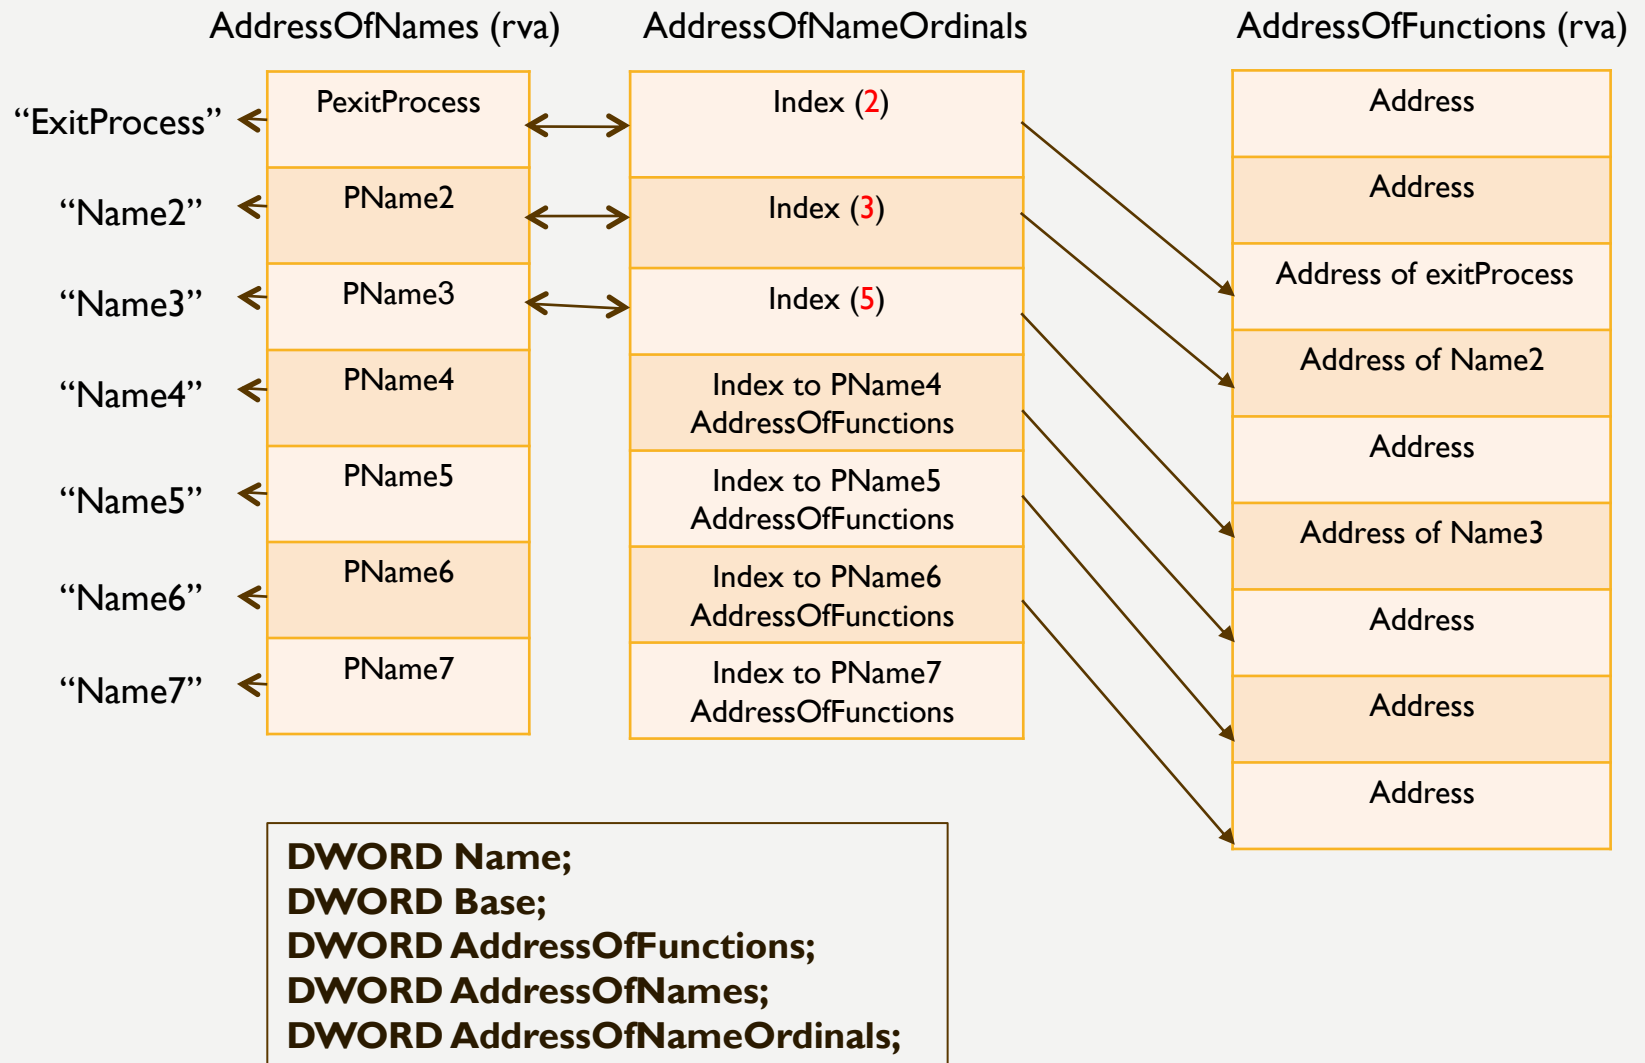 AddressOfNames (rva)
AddressOfNameOrdinals
AddressOfFunctions (rva)
“ExitProcess”
“Name2”
“Name3”
“Name4”
“Name5”
“Name6”
“Name7”
PexitProcess
PName2
PName3
PName4
PName5
PName6
PName7
Index (2)
Index (3)
Index (5)
Index to PName4
AddressOfFunctions
Index to PName5
AddressOfFunctions
Index to PName6
AddressOfFunctions
Index to PName7
AddressOfFunctions
Address
Address
Address of exitProcess
Address of Name2
Address
Address of Name3
Address
Address
Address
DWORD Name;
DWORD Base;
DWORD AddressOfFunctions;
DWORD AddressOfNames;
DWORD AddressOfNameOrdinals;